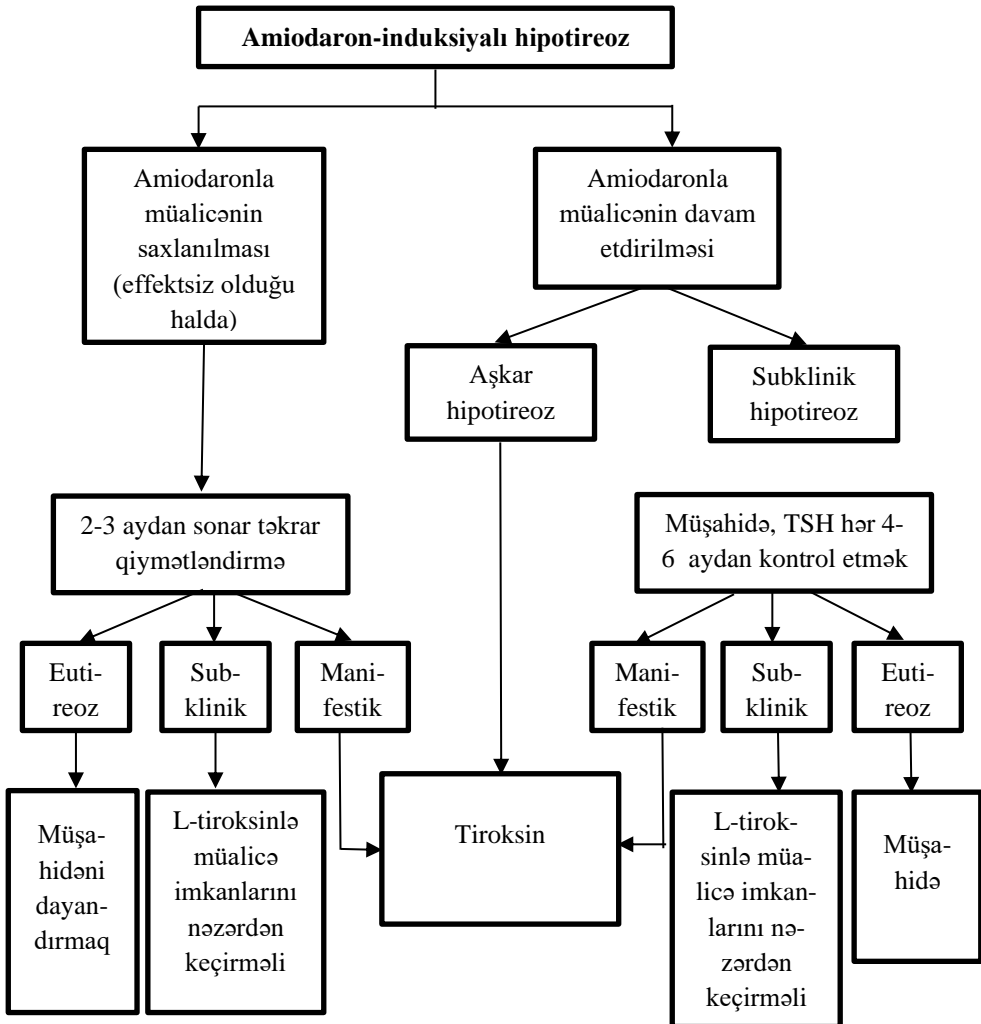 Amiodaron-induksiyalı hipotireoz
Amiodaronla
müalicənin
saxlanılması
(effektsiz olduğu
halda)
Amiodaronla
müalicənin davam
etdirilməsi
Aşkar
hipotireoz
Subklinik
hipotireoz
2-3 aydan sonar təkrar
qiymətləndirmə
Müşahidə, TSH hər 4-
6 aydan kontrol etmək
Euti-
reoz
Sub-
klinik
Mani-
festik
Mani-
festik
Sub-
klinik
Euti-
reoz
Müşa-
hidəni
dayan-
dırmaq
L-tiroksinlə
müalicə
imkanlarını
nəzərdən
keçirməli
Tiroksin
L-tirok-
sinlə müa-
licə imkan-
larını nə-
zərdən
keçirməli
Müşa-
hidə